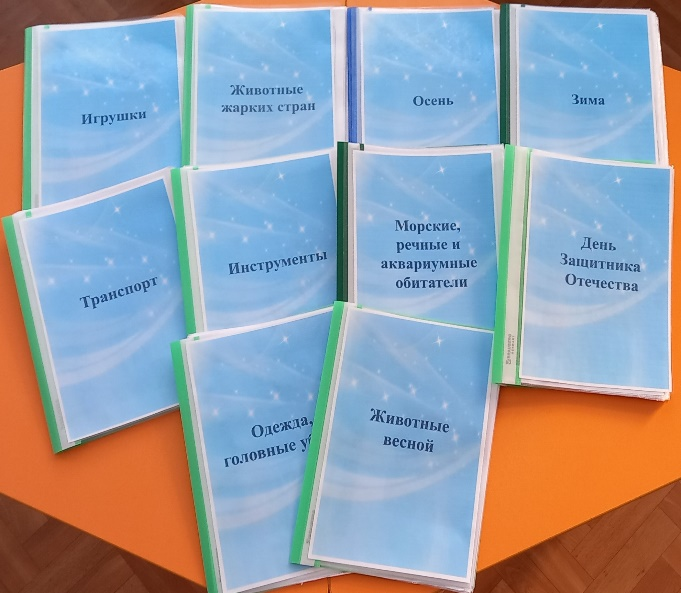 Игрушки
Животные
жарких стран
Осень
Зима
Транспорт
Инструменты
Морские,
речные и
аквариумные
обитатели
День
Защитника
Отечества
Одежда,
головные
Животные
весной